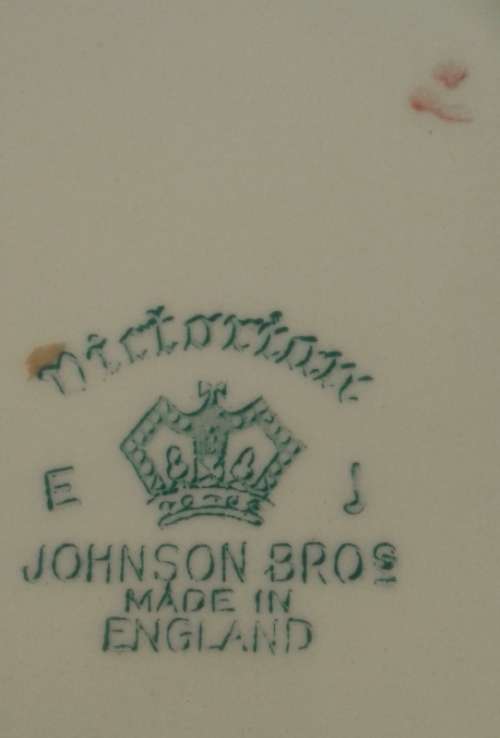 Victorian
E J
JOHNSON BROS
MADE IN
ENGLAND